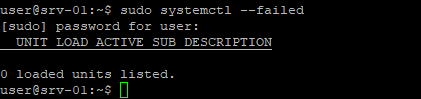 user@srv-01:~$ sudo systemctl --failed
[sudo] password for user:
  UNIT LOAD ACTIVE SUB DESCRIPTION
0 loaded units listed.
user@srv-01:~$